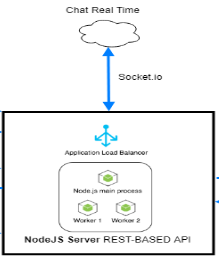 Chat Real Time
Socket.io
Application Load Balancer
Node.js main process
Worker 1 Worker 2
NodeJS Server REST-BASED API